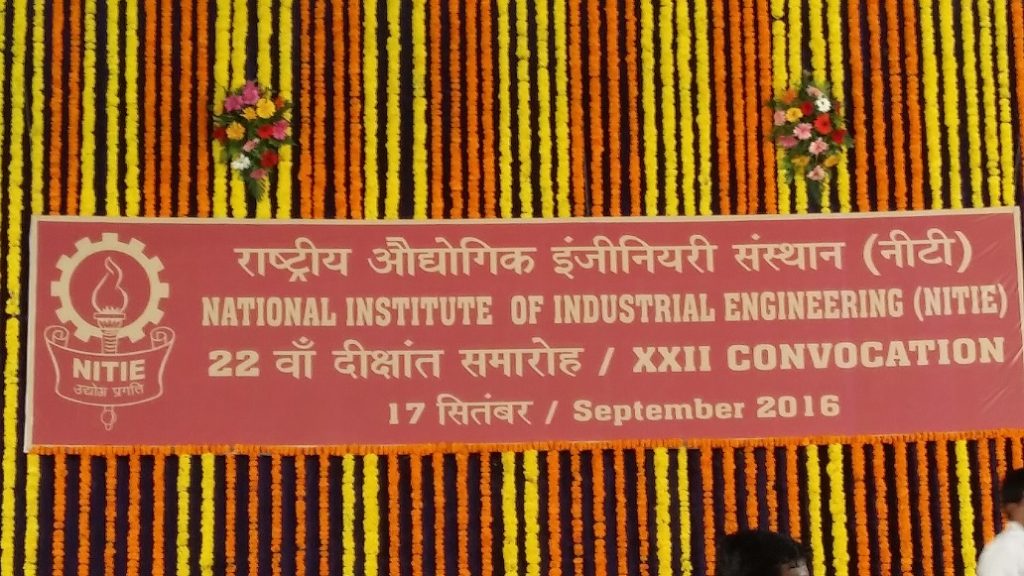 राष्ट्रीय औद्योगिक इंजीनियरी संस्थान (नीटी)
NATIONAL INSTITUTE OF INDUSTRIAL ENGINEERING (NITIE)
22 वाँ दीक्षांत समारोह / XXII CONVOCATION
17 सितंबर / September 2016
NITIE
उद्योग प्रगति